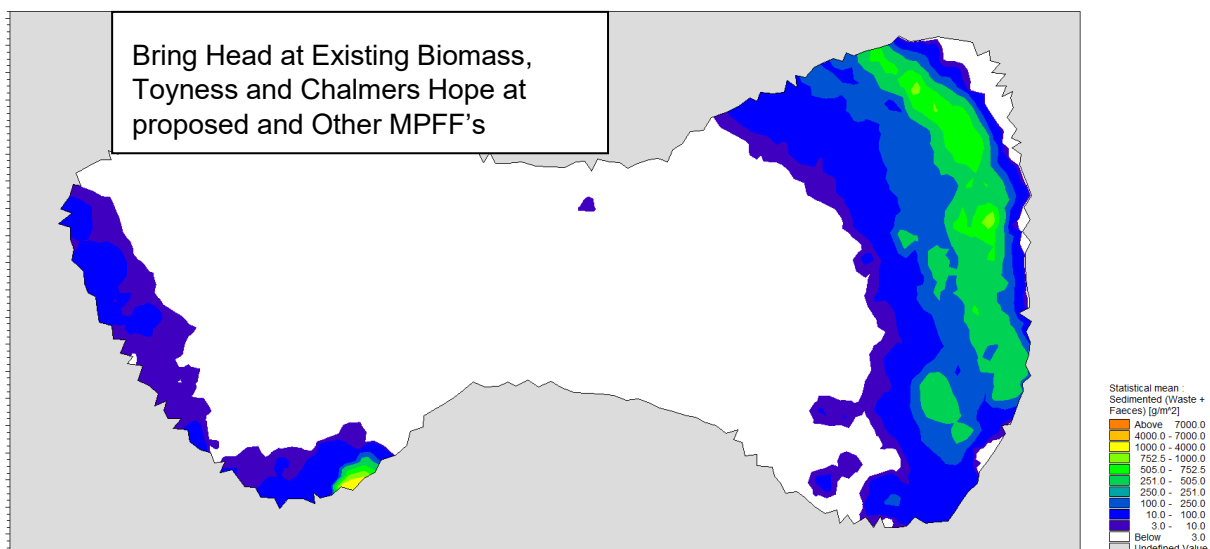 Bring Head at Existing Biomass,
Toyness and Chalmers Hope at
proposed and Other MPFF's
Statistical mean :
Sedimented (Waste +
Faeces) [g/m^2]
Above 7000.0
4000.0 - 7000.0
1000.0 - 4000.0
752.5 - 1000.0
505.0 - 752.5
251.0 - 505.0
250.0 - 251.0
100.0 - 250.0
10.0 - 100.0
3.0 - 10.0
Below 3.0
Undefined Value